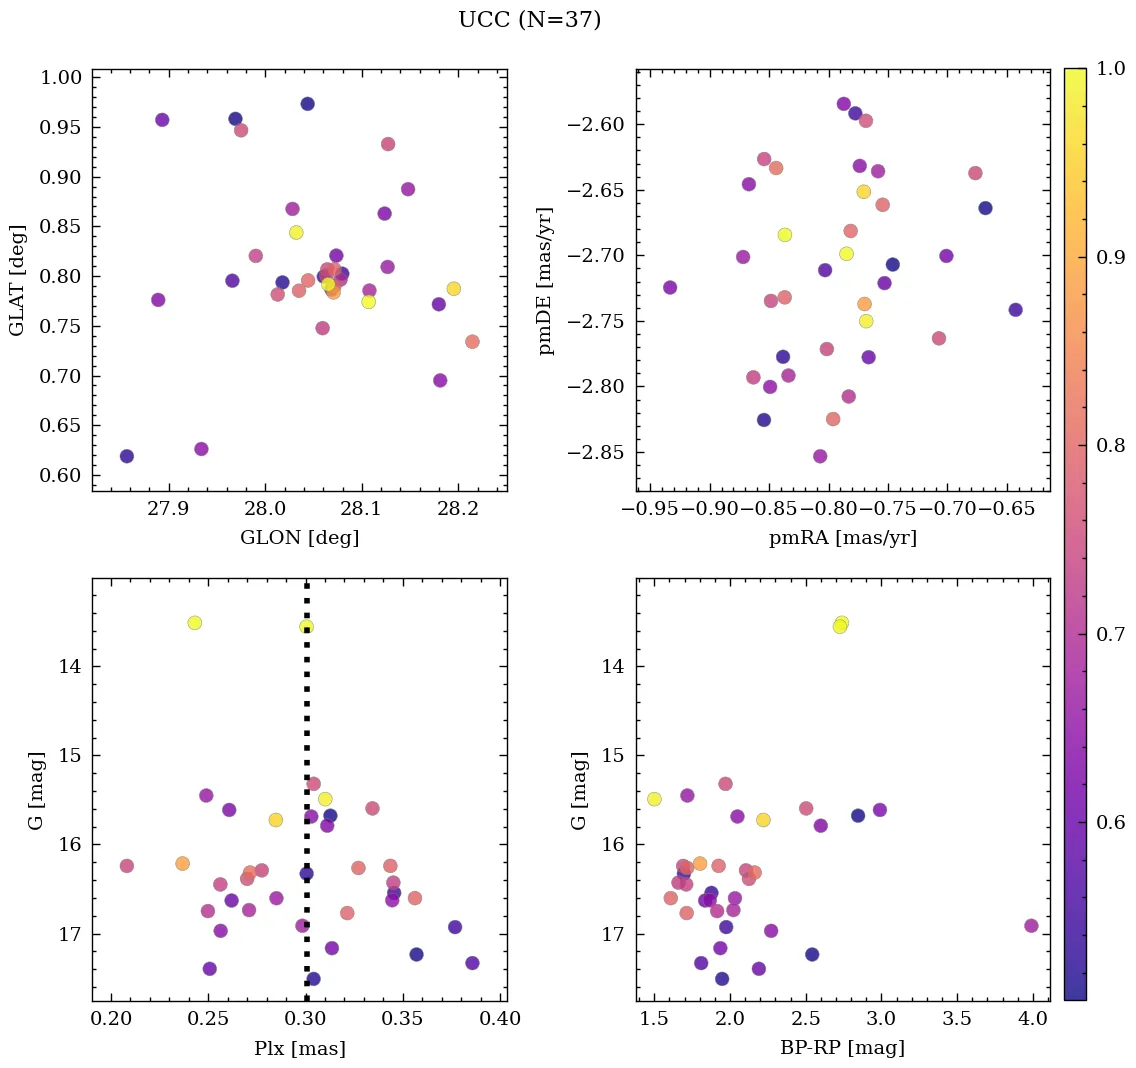 UCC (N=37)
1.00
0.95
0.90
0.85
0.80
0.75
0.70
0.65
0.60
GLAT [deg]
27.9 28.0 28.1 28.2
GLON [deg]
−2.60
−2.65
−2.70
−2.75
−2.80
−2.85
pmDE [mas/yr]
−0.95 −0.90 −0.85 −0.80 −0.75 −0.70 −0.65
pmRA [mas/yr]
1.0
0.9
0.8
0.7
0.6
14
15
16
17
G [mag]
0.20 0.25 0.30 0.35 0.40
Plx [mas]
14
15
16
17
G [mag]
1.5 2.0 2.5 3.0 3.5 4.0
BP-RP [mag]